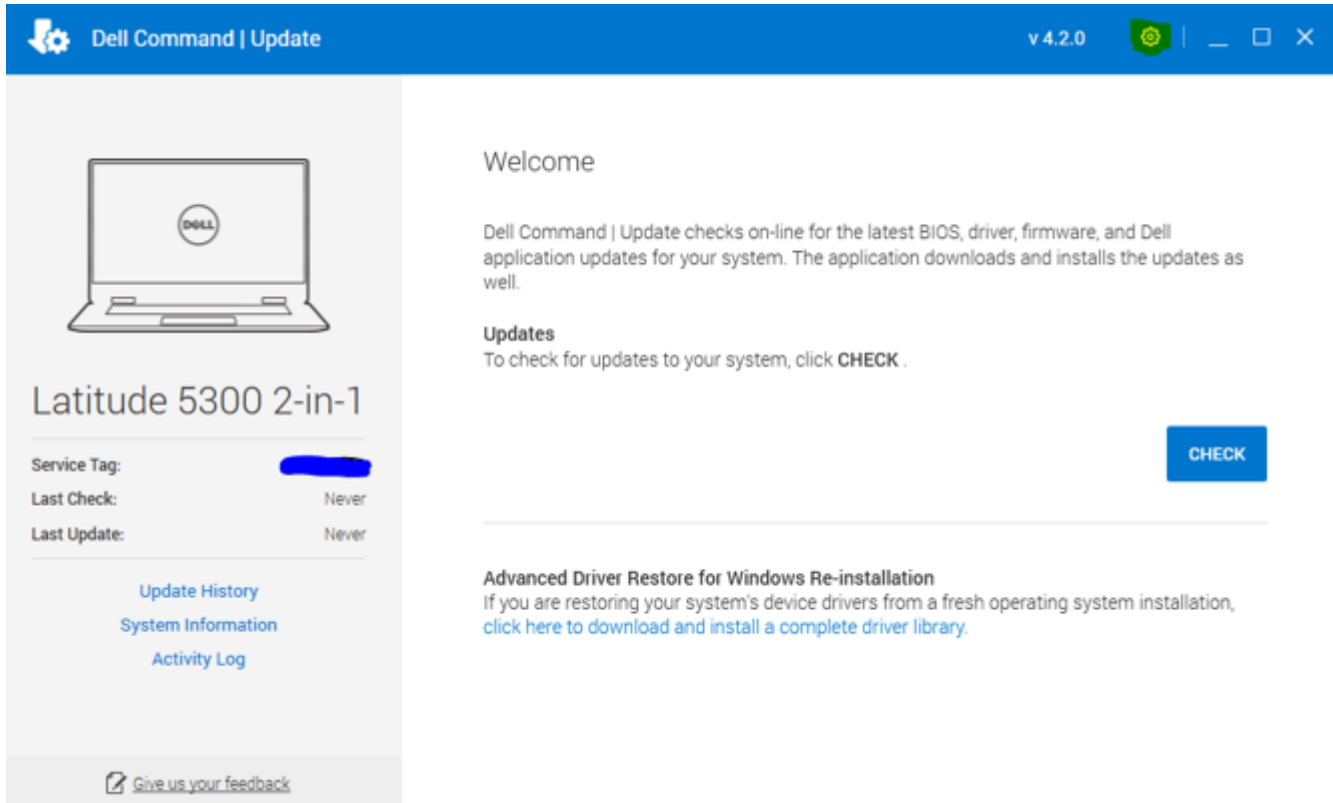 Dell Command | Update
v 4.2.0
DELL
Latitude 5300 2-in-1
Service Tag:
Last Check: Never
Last Update: Never
Update History
System Information
Activity Log
Give us your feedback
Welcome
Dell Command | Update checks on-line for the latest BIOS, driver, firmware, and Dell
application updates for your system. The application downloads and installs the updates as
well.
Updates
To check for updates to your system, click CHECK .
CHECK
Advanced Driver Restore for Windows Re-installation
If you are restoring your system's device drivers from a fresh operating system installation,
click here to download and install a complete driver library.